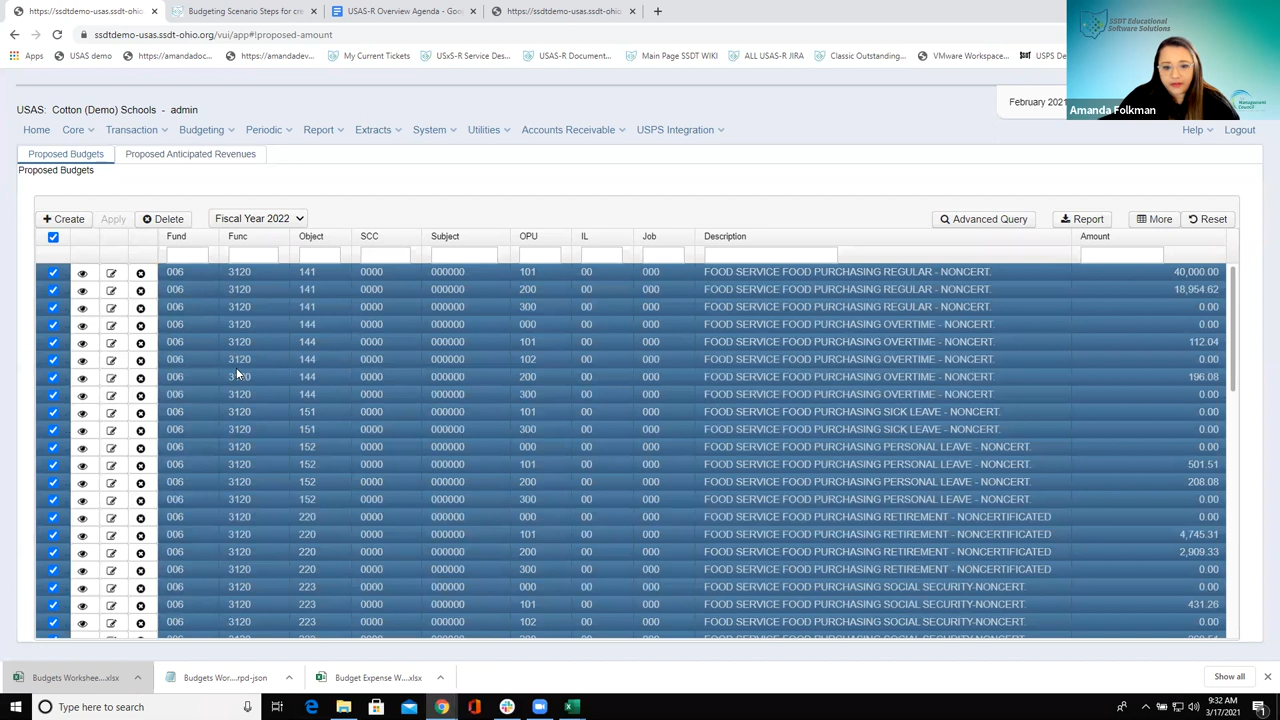 https://ssdtdemo-usas.ssdt-ohio
Budgeting Scenario Steps for cre
USAS-R Overview Agenda - Goo
https://ssdtdemo-usas.ssdt-ohio
ssdtdemo-usas.ssdt-ohio.org/vui/app#!proposed-amount
Apps USAS demo https://amandadoc... https://amandadev... My Current Tickets USxS-R Service Des... USAS-R Document... Main Page SSDT WIKI ALL USAS-R JIRA Classic Outstanding... VMware Workspace... USPS De
SSDT Educational
Software Solutions
Management
Council
Amanda Folkman
USAS: Cotton (Demo) Schools - admin
February 2021
Home Core Transaction Budgeting Periodic Report Extracts System Utilities Accounts Receivable USPS Integration Help Logout
Proposed Budgets Proposed Anticipated Revenues
Proposed Budgets
Create Apply Delete Fiscal Year 2022 Advanced Query Report More Reset
Fund Func Object SCC Subject OPU IL Job Description Amount
006 3120 141 0000 000000 101 00 000 FOOD SERVICE FOOD PURCHASING REGULAR - NONCERT. 40,000.00
006 3120 141 0000 000000 200 00 000 FOOD SERVICE FOOD PURCHASING REGULAR - NONCERT. 18,954.62
006 3120 141 0000 000000 300 00 000 FOOD SERVICE FOOD PURCHASING REGULAR - NONCERT. 0.00
006 3120 144 0000 000000 000 00 000 FOOD SERVICE FOOD PURCHASING OVERTIME - NONCERT. 0.00
006 3120 144 0000 000000 101 00 000 FOOD SERVICE FOOD PURCHASING OVERTIME - NONCERT. 112.04
006 3120 144 0000 000000 102 00 000 FOOD SERVICE FOOD PURCHASING OVERTIME - NONCERT. 0.00
006 3120 144 0000 000000 200 00 000 FOOD SERVICE FOOD PURCHASING OVERTIME - NONCERT. 196.08
006 3120 144 0000 000000 300 00 000 FOOD SERVICE FOOD PURCHASING OVERTIME - NONCERT. 0.00
006 3120 151 0000 000000 101 00 000 FOOD SERVICE FOOD PURCHASING SICK LEAVE - NONCERT. 0.00
006 3120 151 0000 000000 300 00 000 FOOD SERVICE FOOD PURCHASING SICK LEAVE - NONCERT. 0.00
006 3120 152 0000 000000 000 00 000 FOOD SERVICE FOOD PURCHASING PERSONAL LEAVE - NONCERT. 0.00
006 3120 152 0000 000000 101 00 000 FOOD SERVICE FOOD PURCHASING PERSONAL LEAVE - NONCERT. 501.51
006 3120 152 0000 000000 200 00 000 FOOD SERVICE FOOD PURCHASING PERSONAL LEAVE - NONCERT. 208.08
006 3120 152 0000 000000 300 00 000 FOOD SERVICE FOOD PURCHASING PERSONAL LEAVE - NONCERT. 0.00
006 3120 220 0000 000000 000 00 000 FOOD SERVICE FOOD PURCHASING RETIREMENT - NONCERTIFICATED 0.00
006 3120 220 0000 000000 101 00 000 FOOD SERVICE FOOD PURCHASING RETIREMENT - NONCERTIFICATED 4,745.31
006 3120 220 0000 000000 200 00 000 FOOD SERVICE FOOD PURCHASING RETIREMENT - NONCERTIFICATED 2,909.33
006 3120 220 0000 000000 300 00 000 FOOD SERVICE FOOD PURCHASING RETIREMENT - NONCERTIFICATED 0.00
006 3120 223 0000 000000 000 00 000 FOOD SERVICE FOOD PURCHASING SOCIAL SECURITY-NONCERT. 0.00
006 3120 223 0000 000000 101 00 000 FOOD SERVICE FOOD PURCHASING SOCIAL SECURITY-NONCERT. 431.26
006 3120 223 0000 000000 102 00 000 FOOD SERVICE FOOD PURCHASING SOCIAL SECURITY-NONCERT. 0.00
Budgets Workshee....xlsx Budgets Wor....rpd-json Budget Expense W....xlsx Show all
Type here to search
9:32 AM
3/17/2021
1